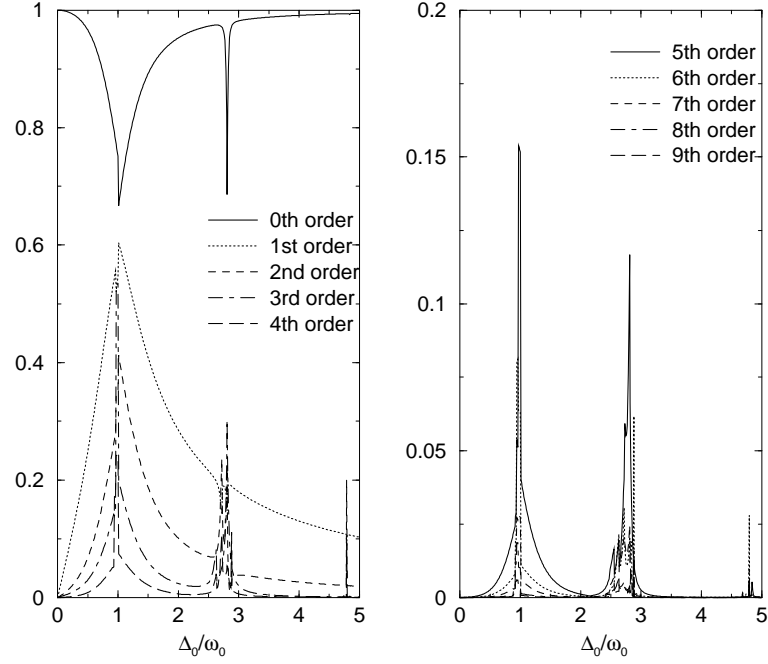 1
0.8
0.6
0.4
0.2
0
0th order
1st order
2nd order
3rd order
4th order
0 1 2 3 4 5
Δ₀/ω₀
0.2
0.15
0.1
0.05
0
5th order
6th order
7th order
8th order
9th order
0 1 2 3 4 5
Δ₀/ω₀